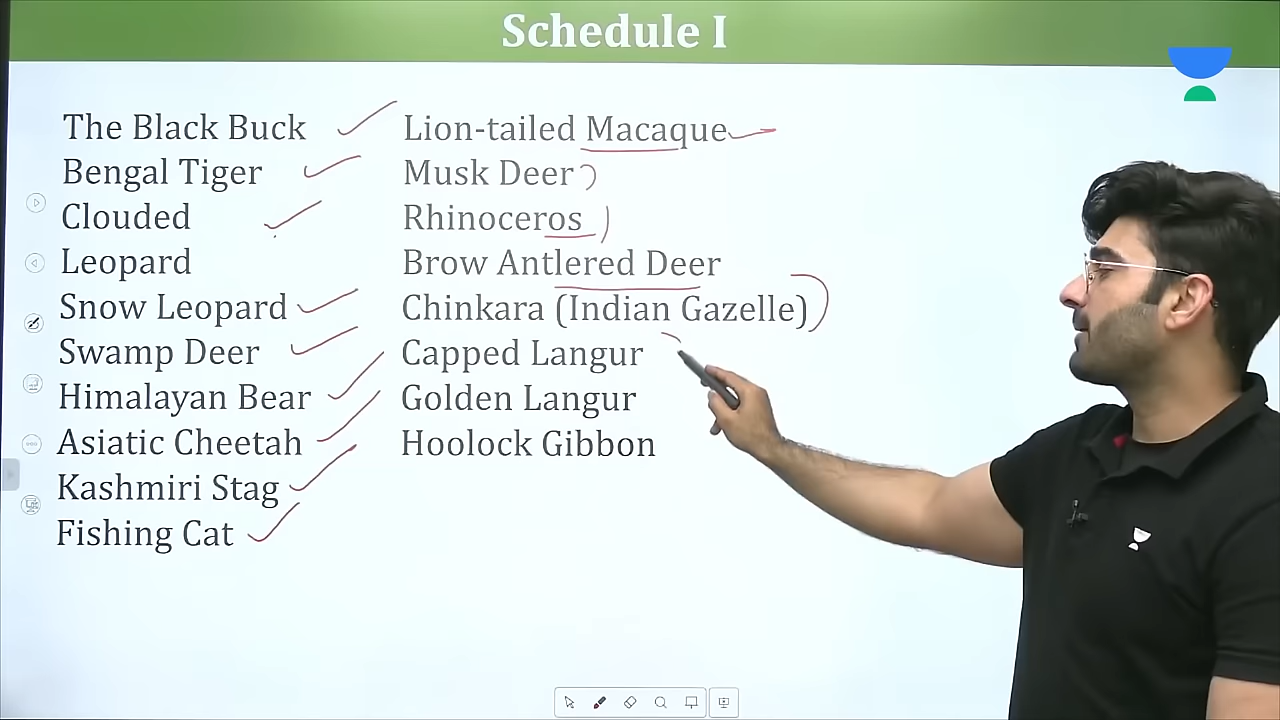 Schedule I
The Black Buck
Bengal Tiger
Clouded
Leopard
Snow Leopard
Swamp Deer
Himalayan Bear
Asiatic Cheetah
Kashmiri Stag
Fishing Cat
Lion-tailed Macaque
Musk Deer
Rhinoceros
Brow Antlered Deer
Chinkara (Indian Gazelle)
Capped Langur
Golden Langur
Hoolock Gibbon